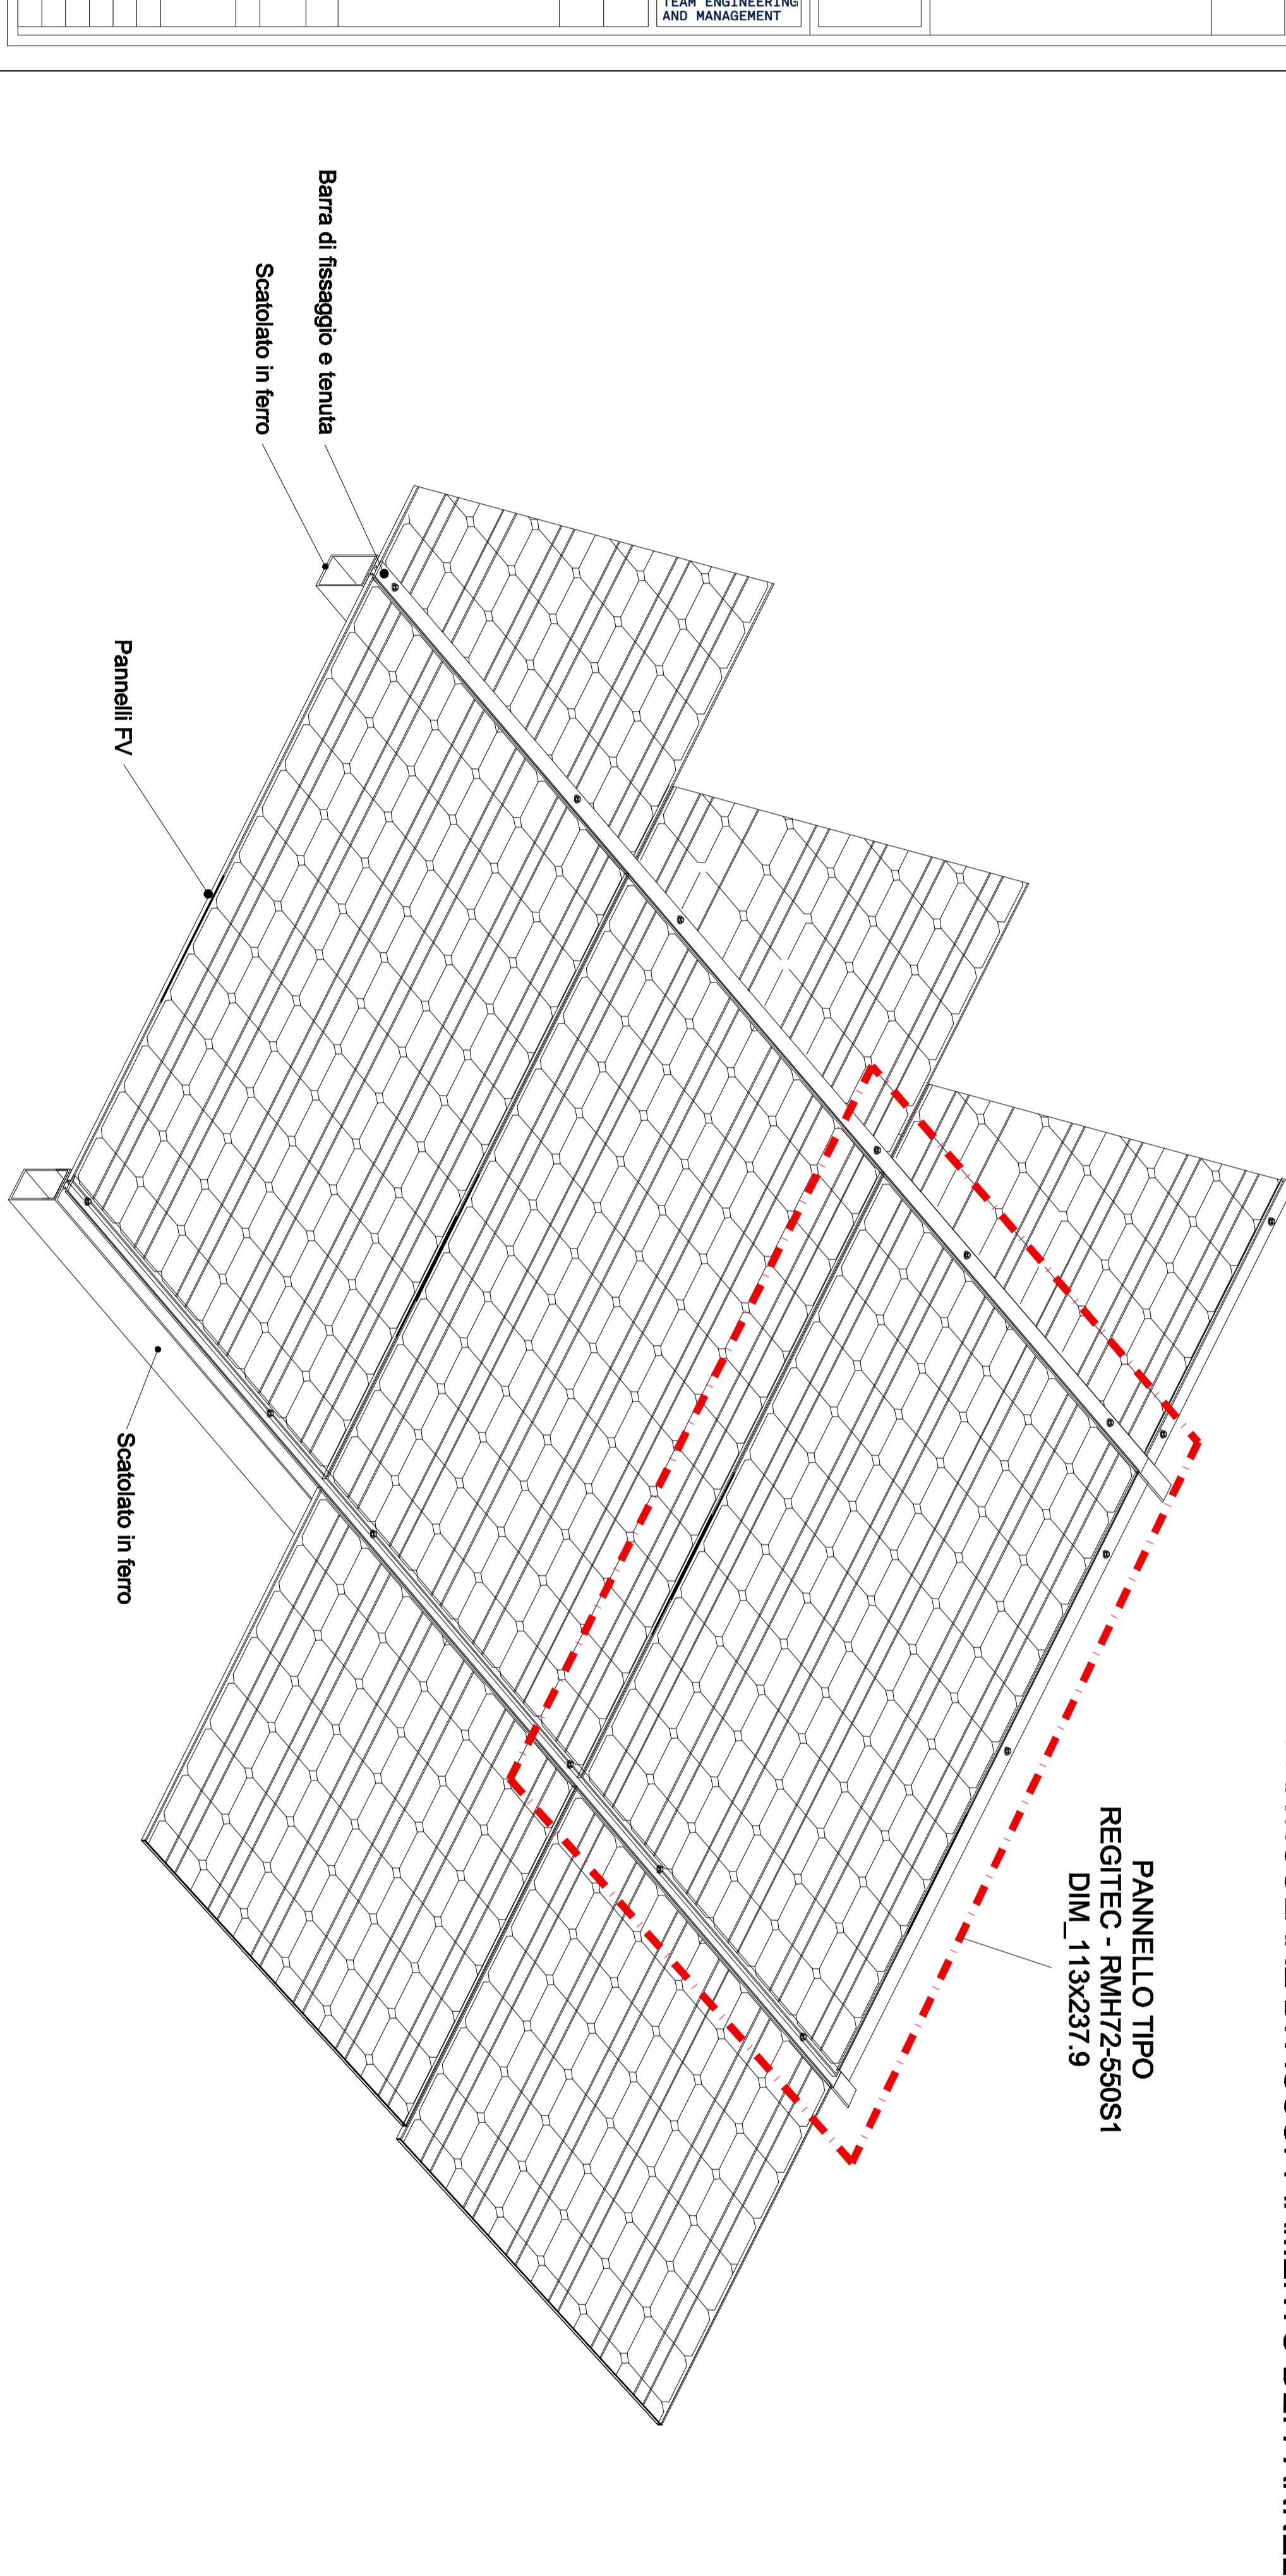 TEAM ENGINEERING
AND MANAGEMENT
Barra di fissaggio e tenuta
Scatolato in ferro
Pannelli FV
Scatolato in ferro
PANNELLO TIPO
REGITEC - RMH72-550S1
DIM_113x237.9